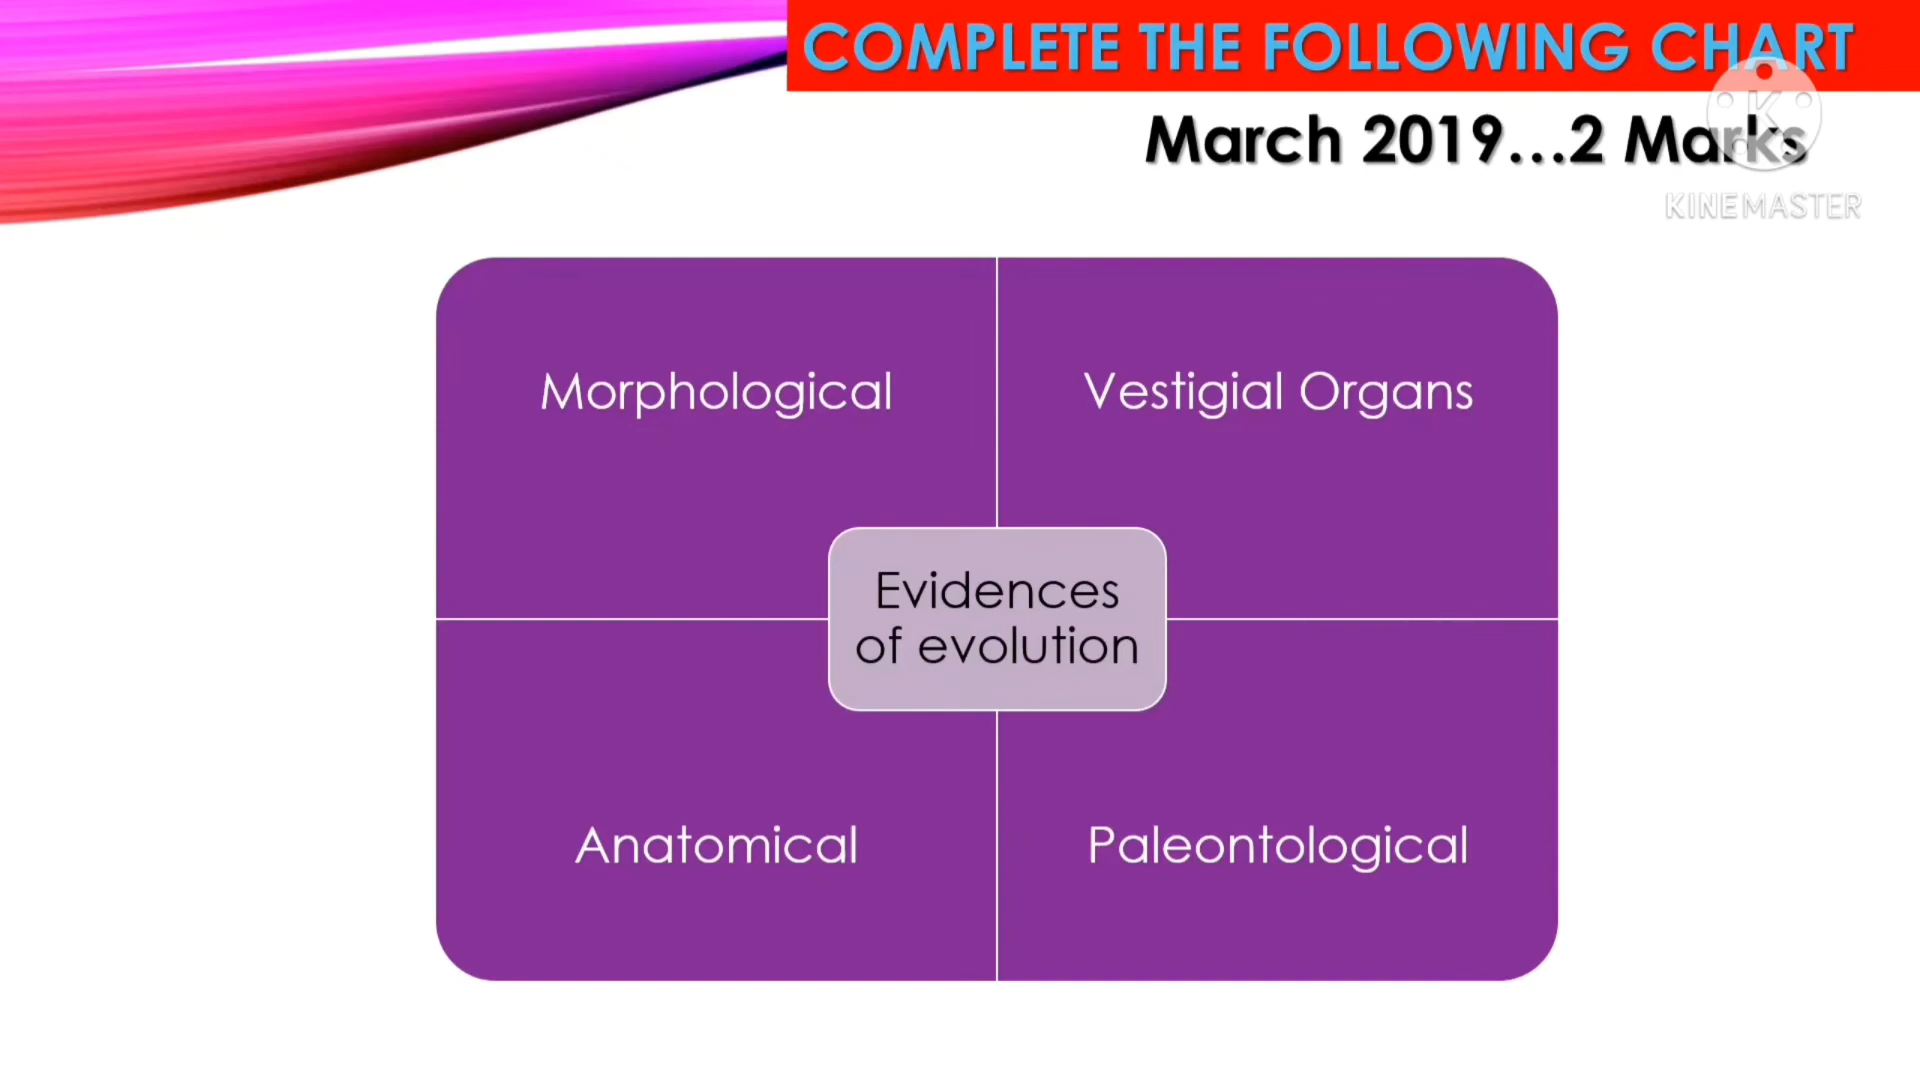 COMPLETE THE FOLLOWING CHART
March 2019...2 Marks
K
KINEMASTER
Morphological
Vestigial Organs
Evidences
of evolution
Anatomical
Paleontological